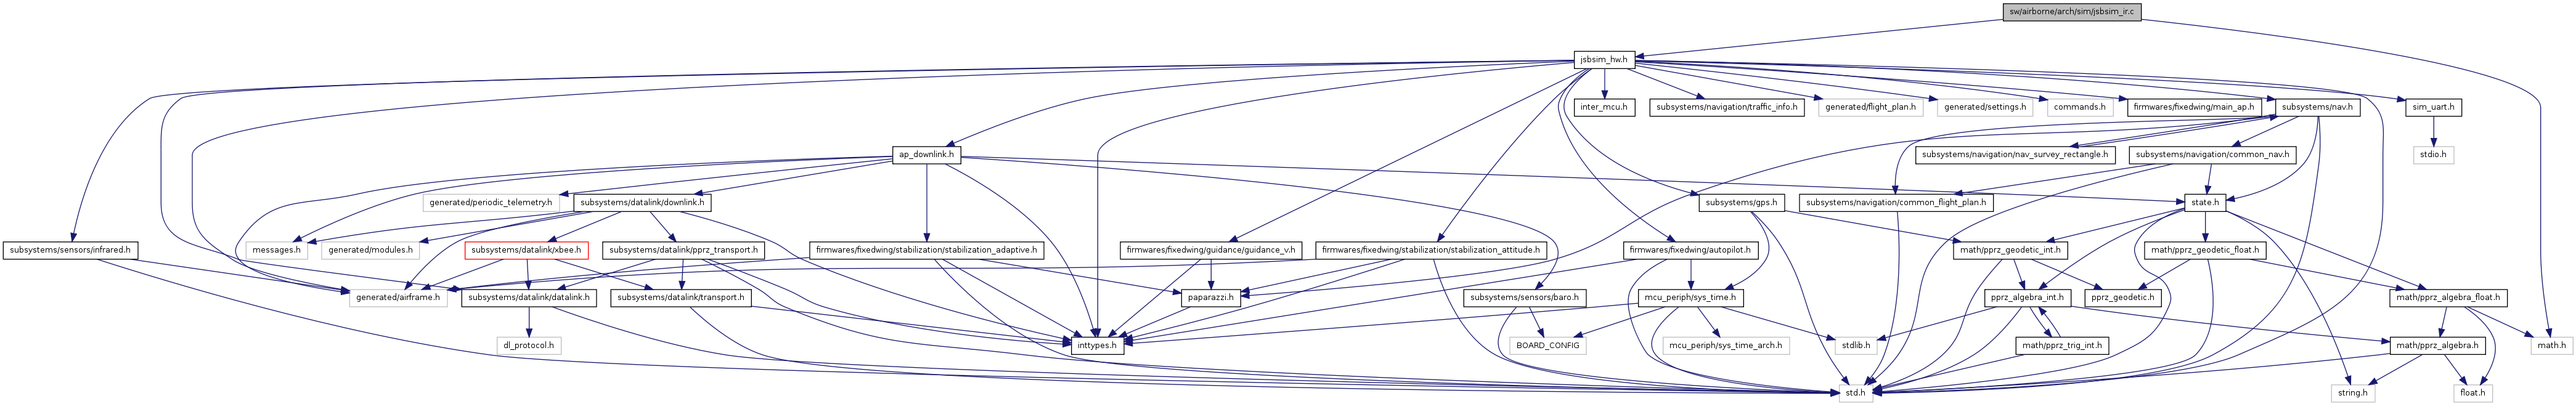 sw/airborne/arch/sim/jsbsim_ir.c
jsbsim_hw.h
inter_mcu.h
subsystems/navigation/traffic_info.h
generated/flight_plan.h
generated/settings.h
commands.h
firmwares/fixedwing/main_ap.h
subsystems/nav.h
sim_uart.h
ap_downlink.h
subsystems/navigation/nav_survey_rectangle.h
subsystems/navigation/common_nav.h
stdio.h
generated/periodic_telemetry.h
subsystems/datalink/downlink.h
subsystems/gps.h
subsystems/navigation/common_flight_plan.h
state.h
subsystems/sensors/infrared.h
messages.h
generated/modules.h
subsystems/datalink/xbee.h
subsystems/datalink/pprz_transport.h
firmwares/fixedwing/stabilization/stabilization_adaptive.h
firmwares/fixedwing/guidance/guidance_v.h
firmwares/fixedwing/stabilization/stabilization_attitude.h
firmwares/fixedwing/autopilot.h
math/pprz_geodetic_int.h
math/pprz_geodetic_float.h
generated/airframe.h
subsystems/datalink/datalink.h
subsystems/datalink/transport.h
paparazzi.h
subsystems/sensors/baro.h
mcu_periph/sys_time.h
pprz_algebra_int.h
pprz_geodetic.h
math/pprz_algebra_float.h
dl_protocol.h
inttypes.h
BOARD_CONFIG
mcu_periph/sys_time_arch.h
stdlib.h
math/pprz_trig_int.h
math/pprz_algebra.h
math.h
std.h
string.h
float.h